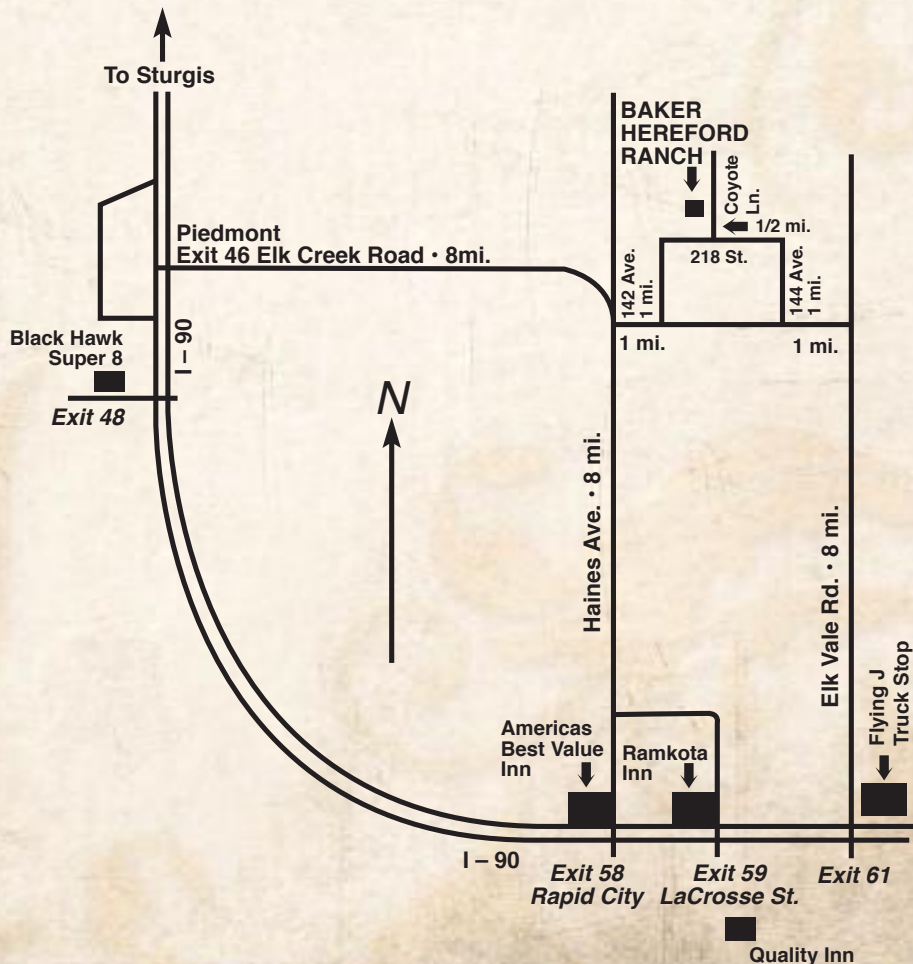 To Sturgis
BAKER
HEREFORD
RANCH
Coyote
Ln.
1/2 mi.
Piedmont
Exit 46 Elk Creek Road • 8mi.
218 St.
142 Ave.
1 mi.
144 Ave.
1 mi.
1 mi.
1 mi.
Black Hawk
Super 8
I – 90
Exit 48
N
Haines Ave. • 8 mi.
Elk Vale Rd. • 8 mi.
Flying J
Truck Stop
Americas
Best Value
Inn
Ramkota
Inn
I – 90
Exit 58
Rapid City
Exit 59
LaCrosse St.
Exit 61
Quality Inn